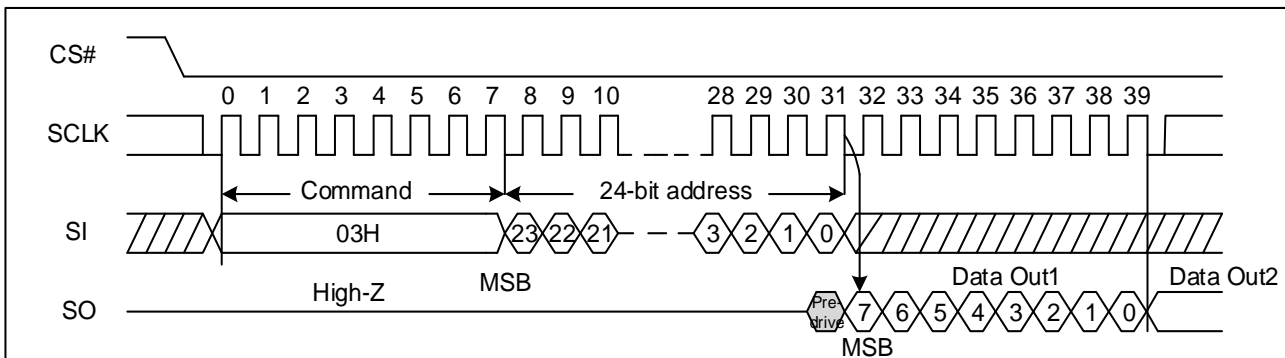 CS#
0 1 2 3 4 5 6 7 8 9 10 28 29 30 31 32 33 34 35 36 37 38 39
SCLK
Command 24-bit address
SI 03H 23 22 21 3 2 1 0
High-Z MSB Data Out1 Data Out2
SO Pre-drive 7 6 5 4 3 2 1 0
MSB